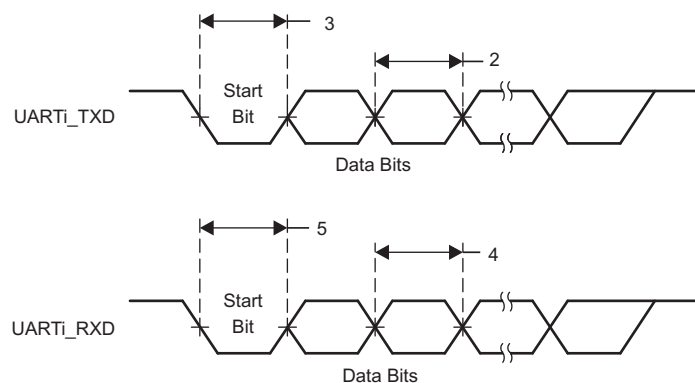 3
2
Start
Bit
UARTi_TXD
Data Bits
5
4
Start
Bit
UARTi_RXD
Data Bits